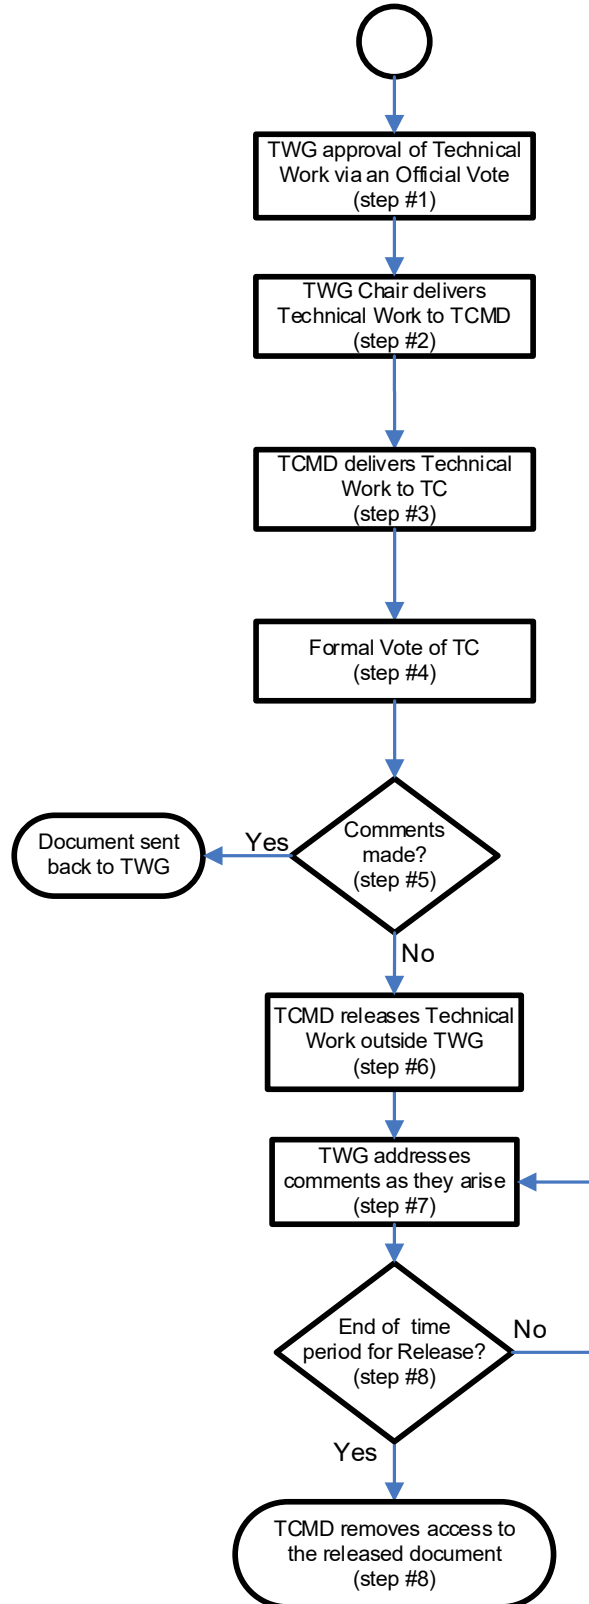 TWG approval of Technical
Work via an Official Vote
(step #1)
TWG Chair delivers
Technical Work to TCMD
(step #2)
TCMD delivers Technical
Work to TC
(step #3)
Formal Vote of TC
(step #4)
Comments
made?
(step #5)
Yes
Document sent
back to TWG
No
TCMD releases Technical
Work outside TWG
(step #6)
TWG addresses
comments as they arise
(step #7)
End of time
period for Release?
(step #8)
No
Yes
TCMD removes access to
the released document
(step #8)